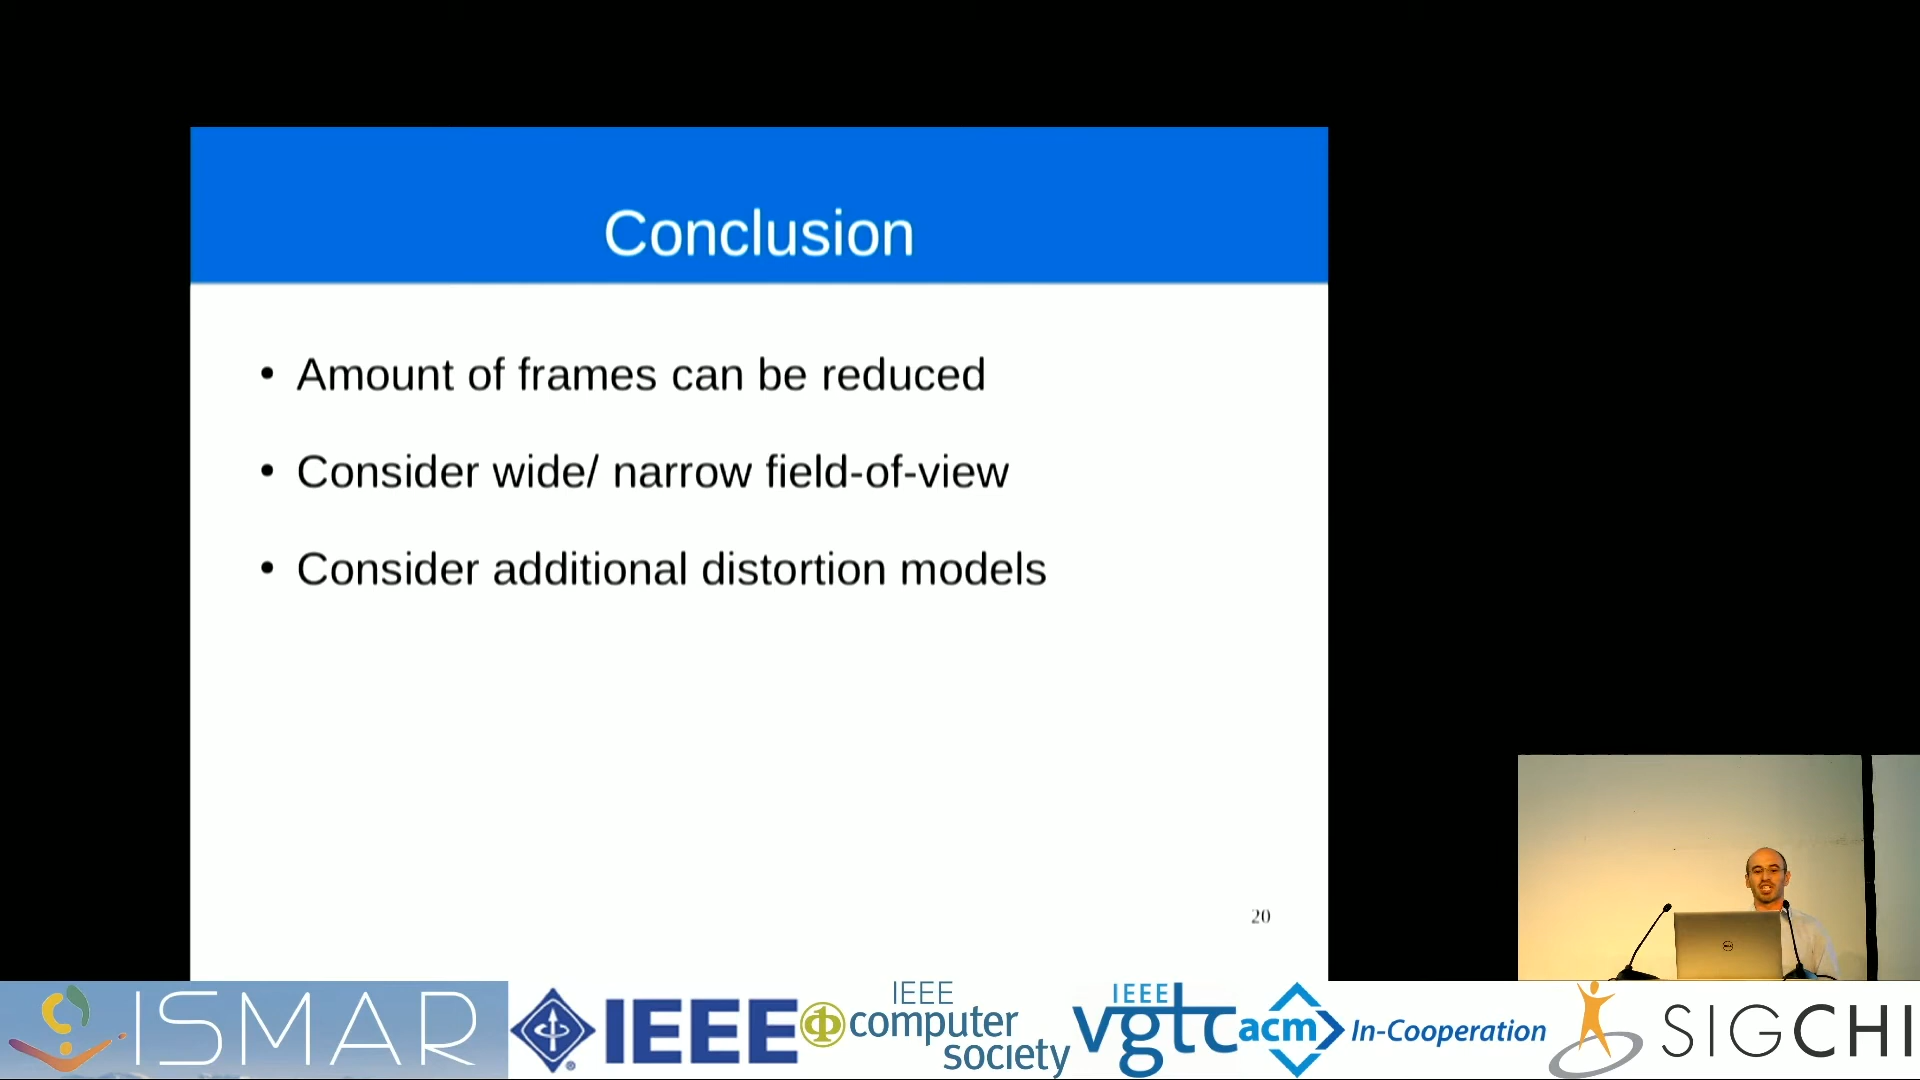 Conclusion
• Amount of frames can be reduced
• Consider wide/ narrow field-of-view
• Consider additional distortion models
20
ISMAR
IEEE
IEEE
computer
society
IEEE
vgtc
acm
In-Cooperation
SIGCHI